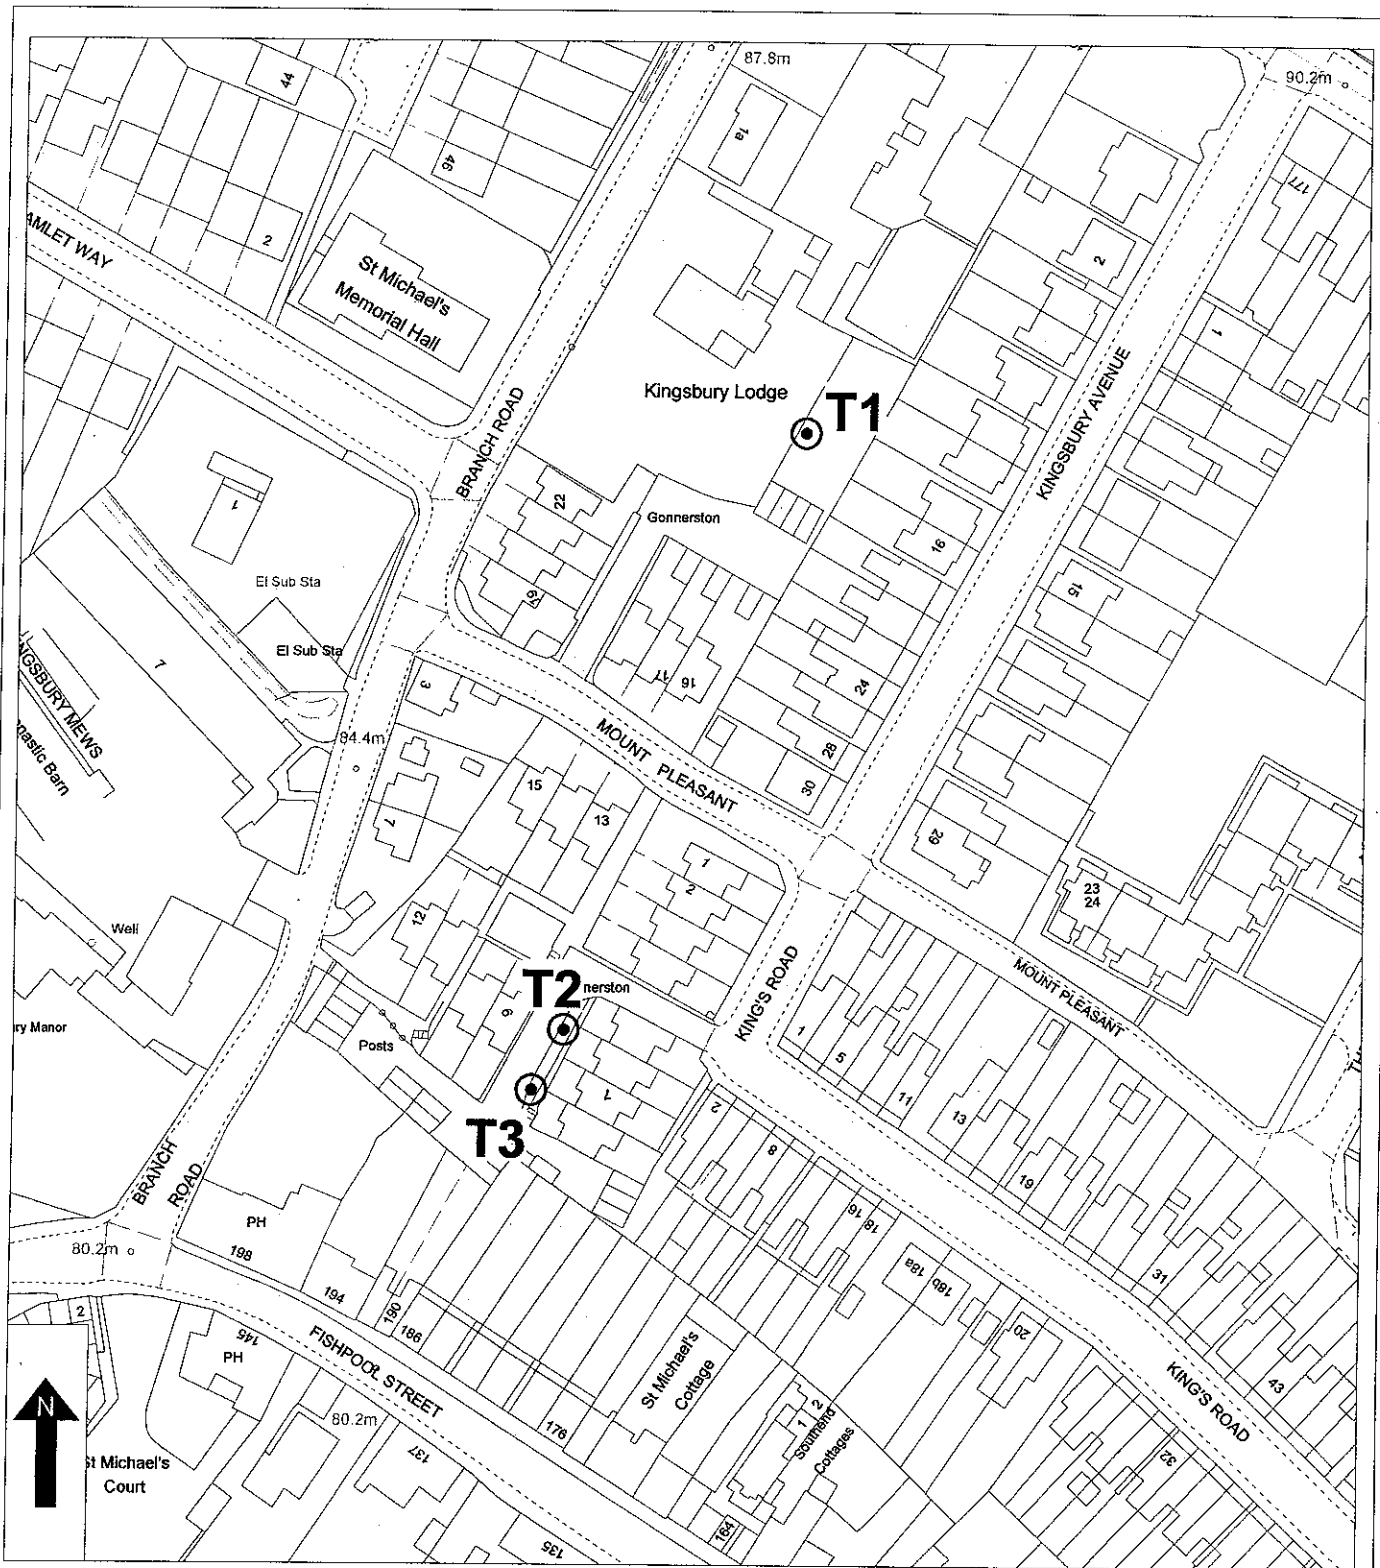 87.8m
90.2m
44
1a
46
177
2
2
AMLET WAY
St Michael's
Memorial Hall
1
KINGSBURY AVENUE
Kingsbury Lodge
T1
BRANCH ROAD
22
1
Gonnerston
16
El Sub Sta
15
El Sub Sta
7
NGSBURY MEWS
nastic Barn
3
17
16
24
84.4m
MOUNT PLEASANT
28
30
15
13
7
29
1
2
23
24
12
Well
KING'S ROAD
MOUNT PLEASANT
T2
nerston
ry Manor
6
Posts
1
5
11
13
19
1
2
8
T3
BRANCH
ROAD
16
18
PH
198
80.2m
194
190
186
18a
18b
31
20
2
145
PH
FISHPOOL STREET
St Michael's
Cottage
KING'S ROAD
43
N
80.2m
176
1 2
Southend
Cottages
137
32
St Michael's
Court
164
135